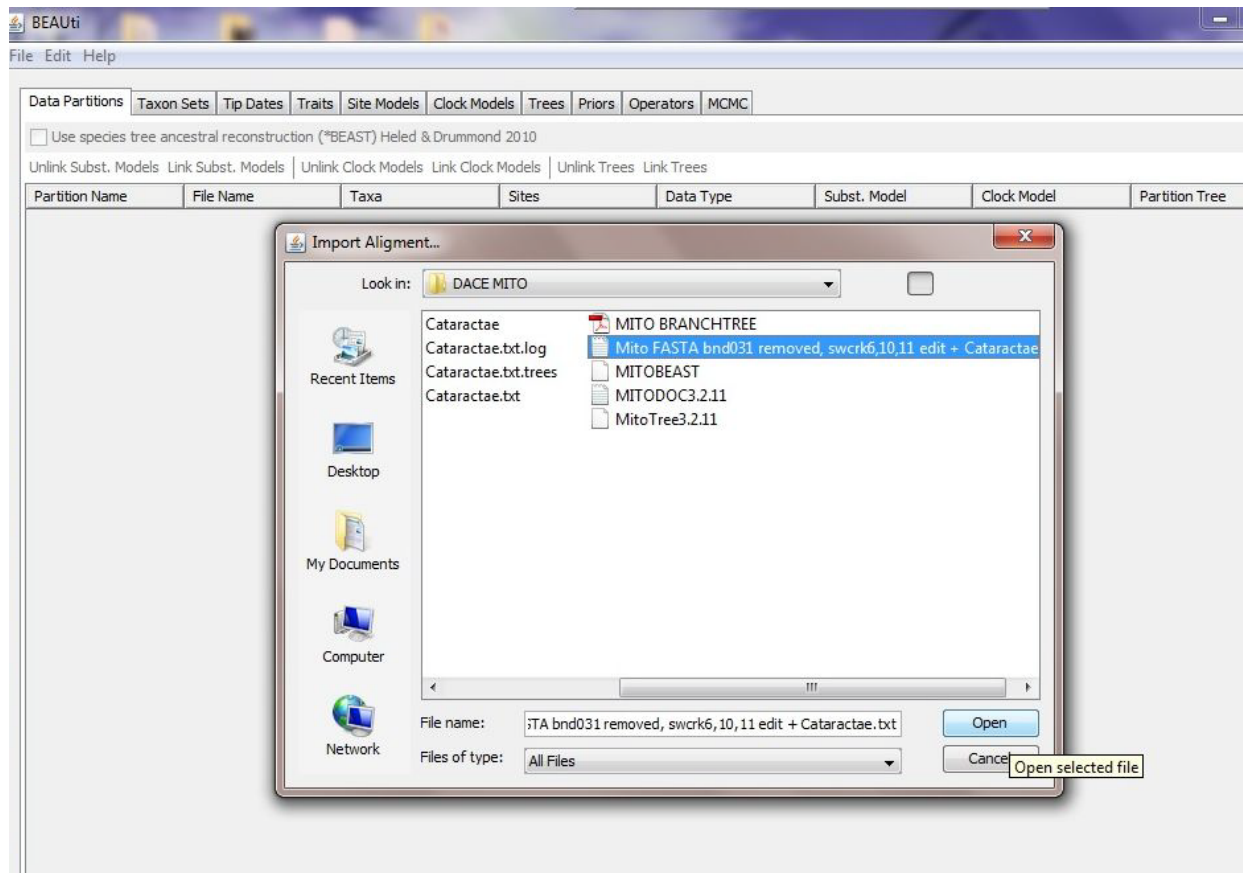 BEAUti
File Edit Help
Data Partitions Taxon Sets Tip Dates Traits Site Models Clock Models Trees Priors Operators MCMC
Use species tree ancestral reconstruction (*BEAST) Heled & Drummond 2010
Unlink Subst. Models Link Subst. Models Unlink Clock Models Link Clock Models Unlink Trees Link Trees
Partition Name File Name Taxa Sites Data Type Subst. Model Clock Model Partition Tree
Import Aligment...
Look in: DACE MITO
Recent Items
Desktop
My Documents
Computer
Network
Cataractae
Cataractae.txt.log
Cataractae.txt.trees
Cataractae.txt
MITO BRANCHTREE
Mito FASTA bnd031 removed, swcrk6,10,11 edit + Cataractae
MITOBEAST
MITODOC3.2.11
MitoTree3.2.11
File name: TA bnd031 removed, swcrk6,10,11 edit + Cataractae.txt
Open
Files of type: All Files
Cance
Open selected file